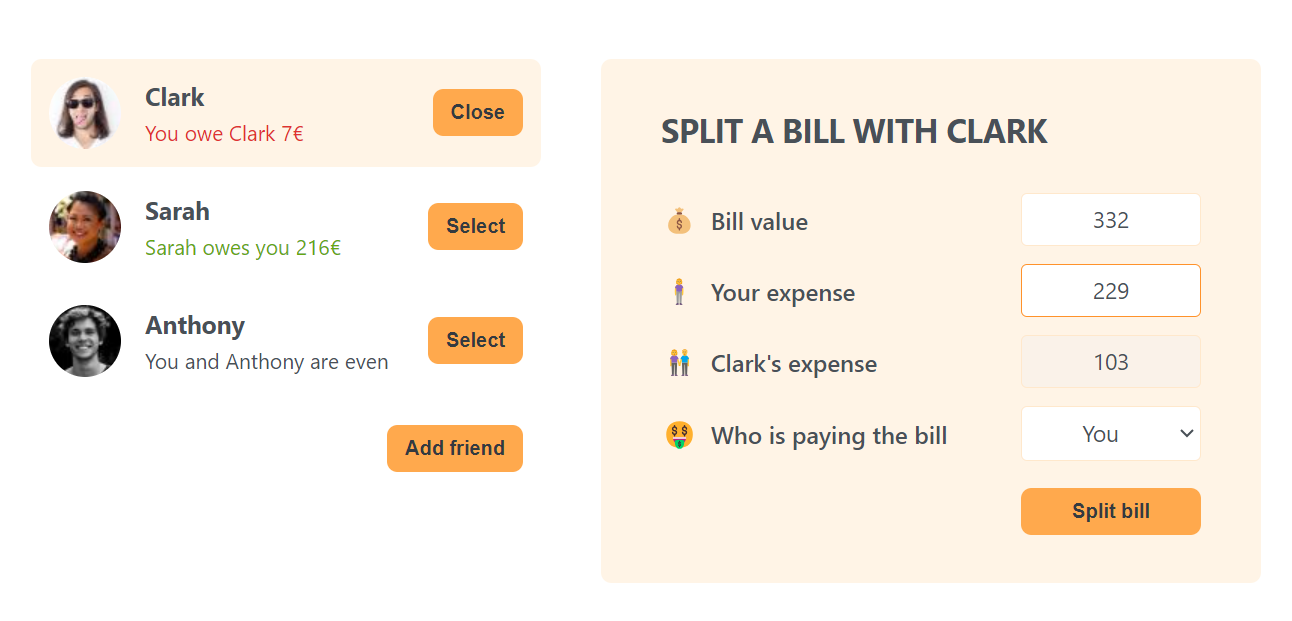 Clark
You owe Clark 7€
Close
Sarah
Sarah owes you 216€
Select
Anthony
You and Anthony are even
Select
Add friend
SPLIT A BILL WITH CLARK
Bill value
332
Your expense
229
Clark's expense
103
Who is paying the bill
You
Split bill